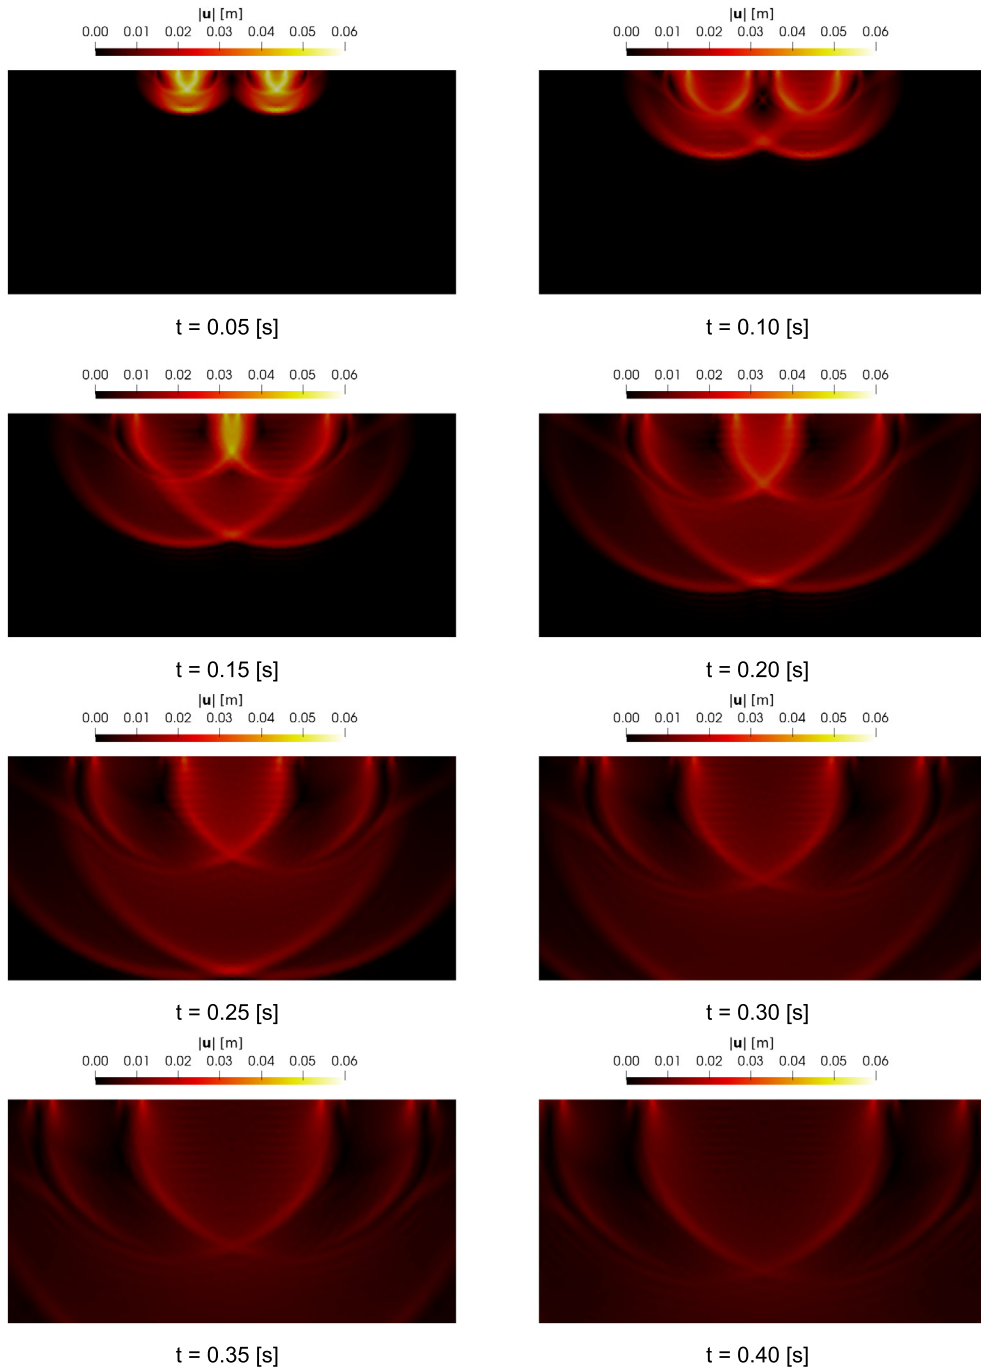 |u| [m]
0.00 0.01 0.02 0.03 0.04 0.05 0.06
t = 0.05 [s]
|u| [m]
0.00 0.01 0.02 0.03 0.04 0.05 0.06
t = 0.10 [s]
0.00 0.01 0.02 0.03 0.04 0.05 0.06
t = 0.15 [s]
0.00 0.01 0.02 0.03 0.04 0.05 0.06
t = 0.20 [s]
|u| [m]
0.00 0.01 0.02 0.03 0.04 0.05 0.06
t = 0.25 [s]
|u| [m]
0.00 0.01 0.02 0.03 0.04 0.05 0.06
t = 0.30 [s]
|u| [m]
0.00 0.01 0.02 0.03 0.04 0.05 0.06
t = 0.35 [s]
|u| [m]
0.00 0.01 0.02 0.03 0.04 0.05 0.06
t = 0.40 [s]